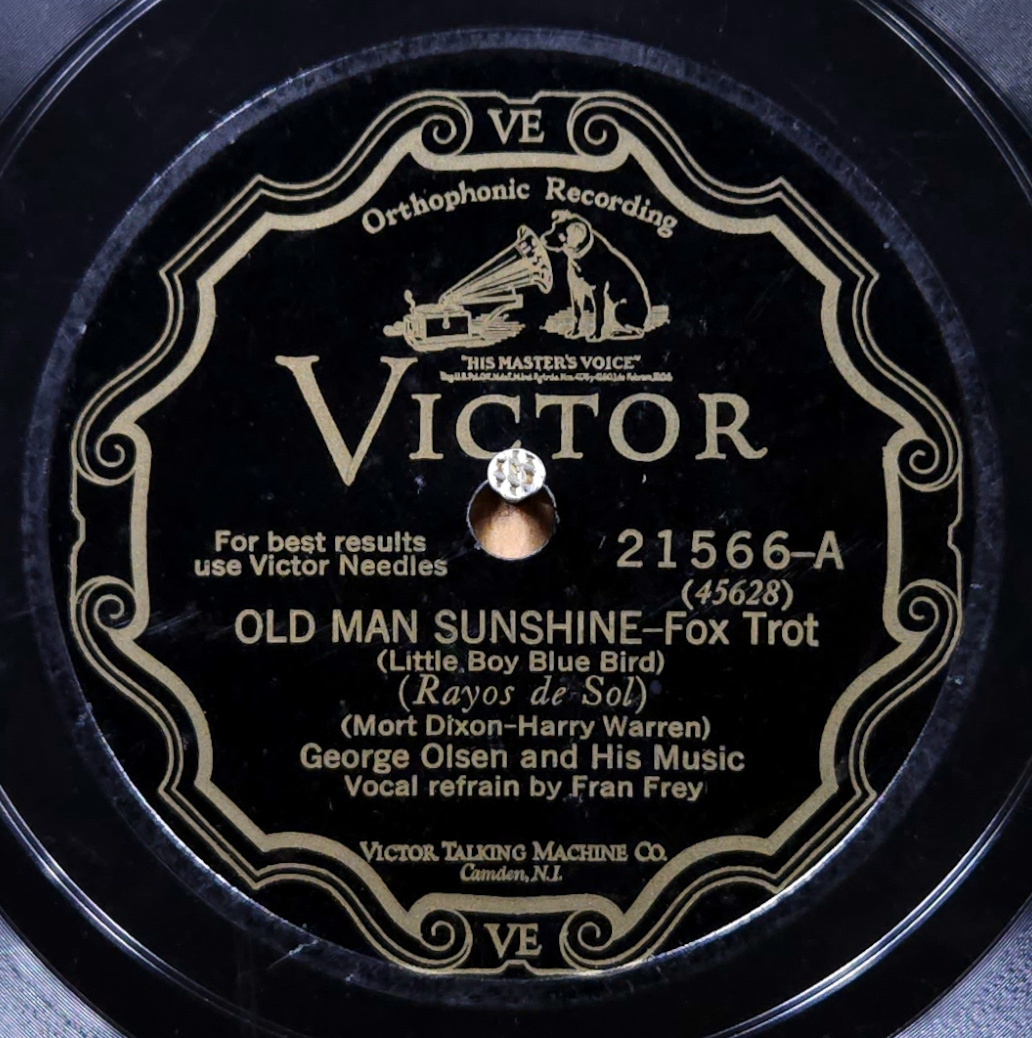 VE
Orthophonic Recording
"HIS MASTER'S VOICE"
VICTOR
For best results
use Victor Needles
21566-A
(45628)
OLD MAN SUNSHINE-Fox Trot
(Little Boy Blue Bird)
(Rayos de Sol)
(Mort Dixon-Harry Warren)
George Olsen and His Music
Vocal refrain by Fran Frey
VICTOR TALKING MACHINE CO.
Camden, N.J.
VE